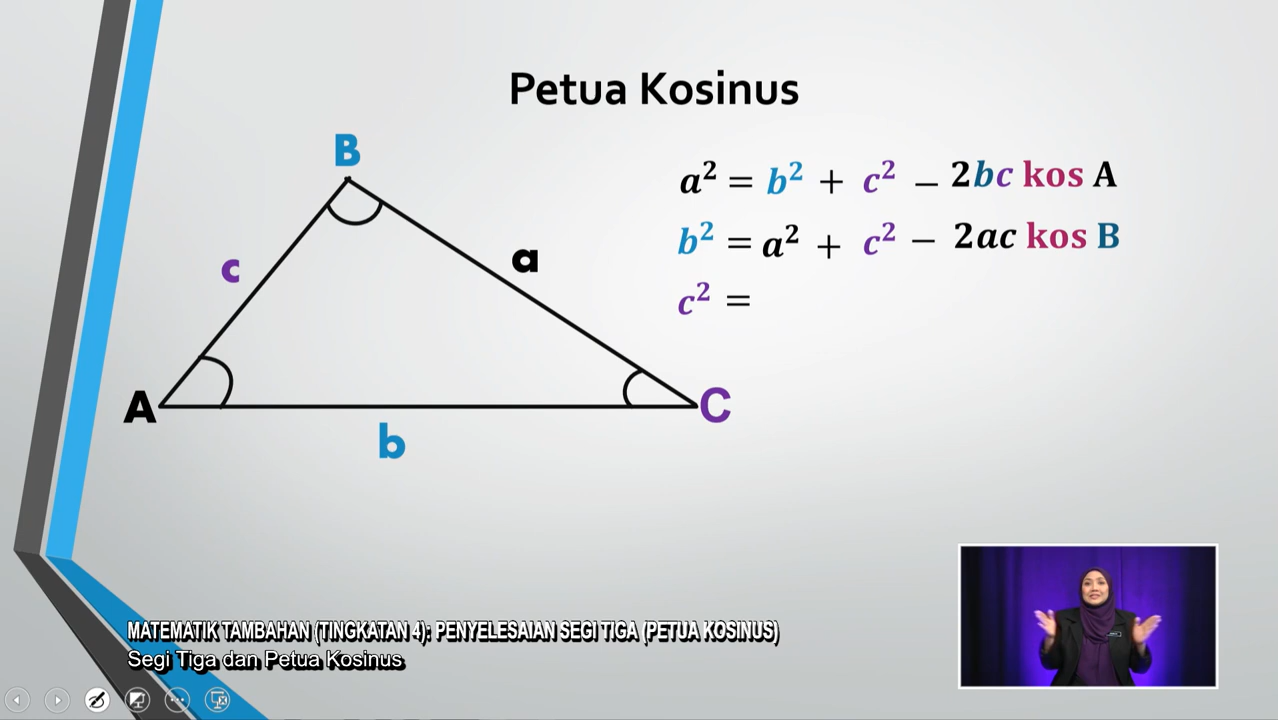 Petua Kosinus
B
a² = b² + c² − 2bc kos A
b² = a² + c² − 2ac kos B
c
a
c² =
A
C
b
MATEMATIK TAMBAHAN (TINGKATAN 4): PENYELESAIAN SEGI TIGA (PETUA KOSINUS)
Segi Tiga dan Petua Kosinus